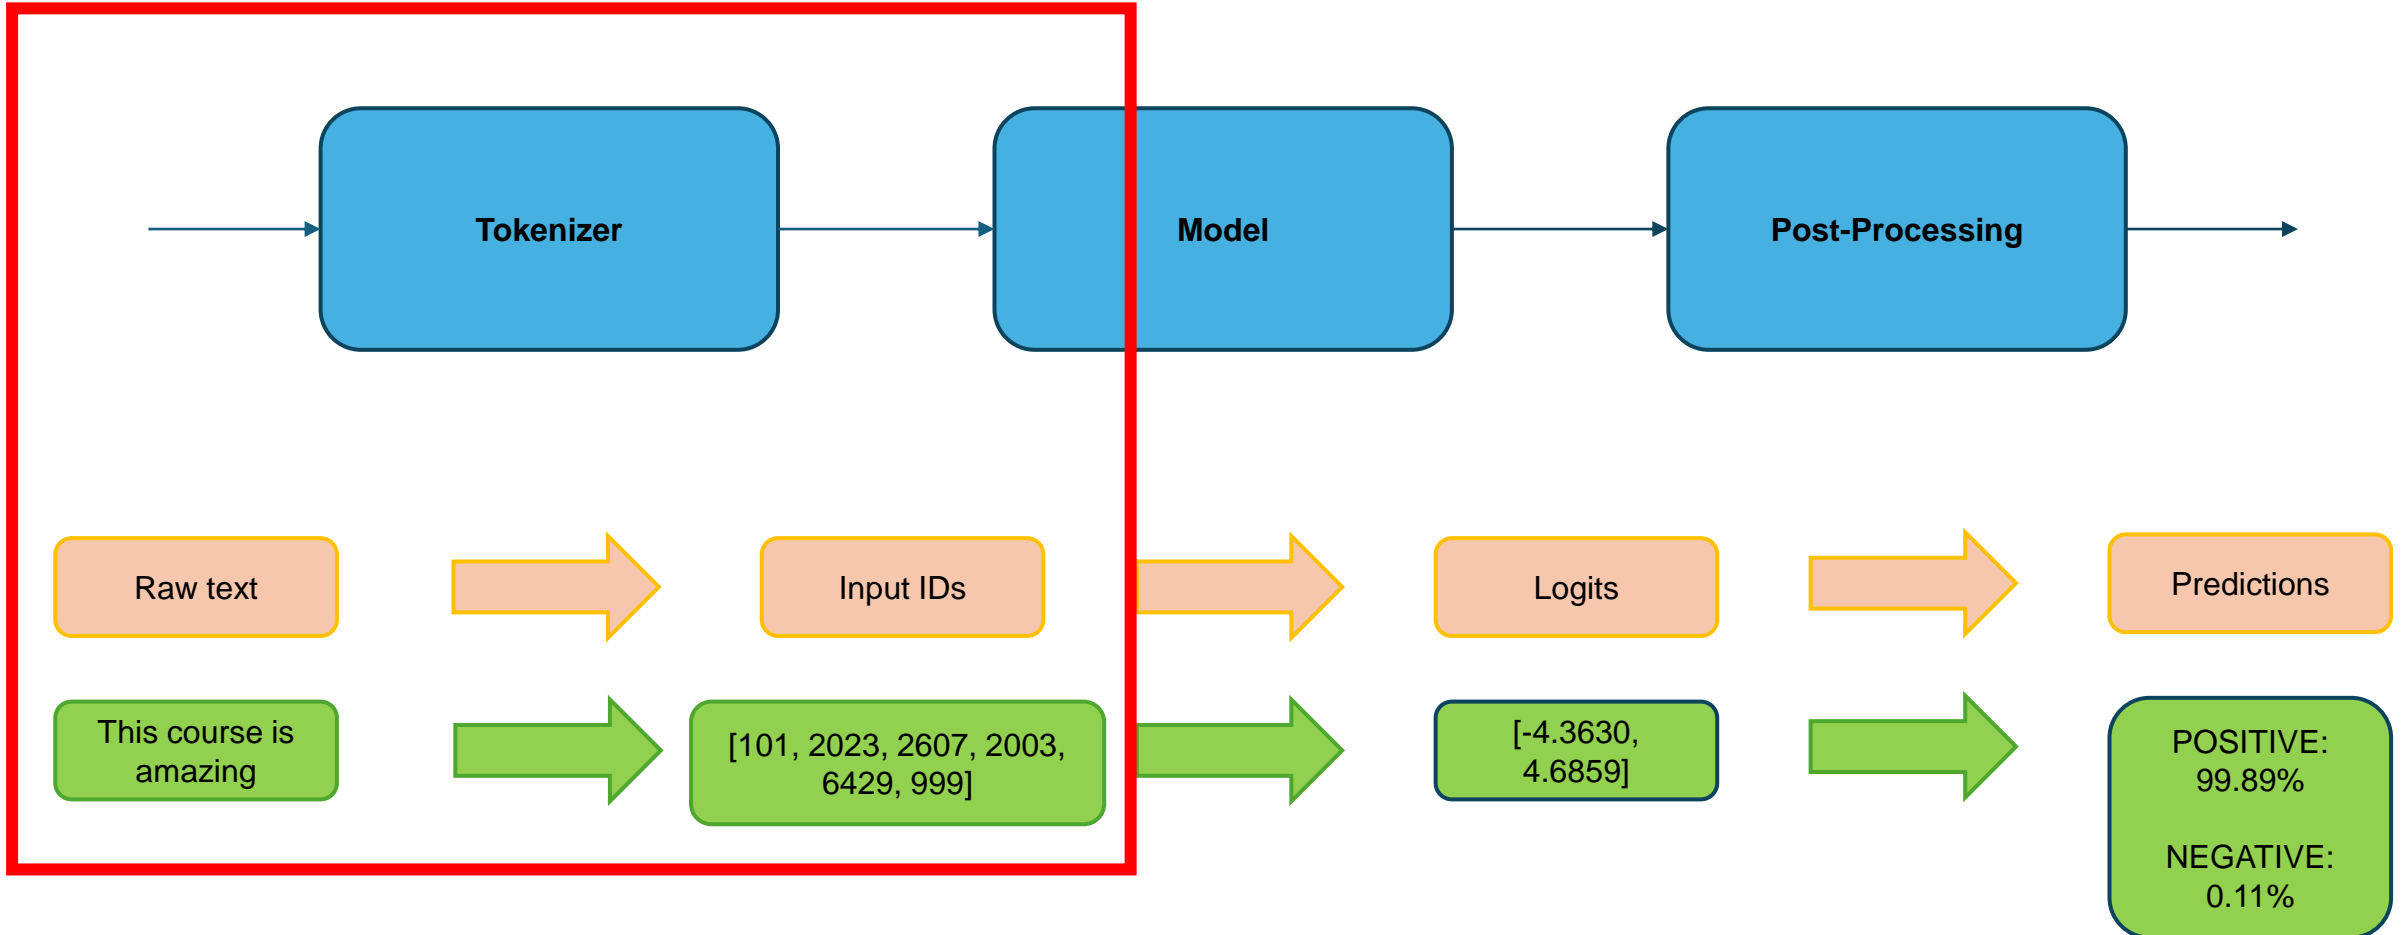 Tokenizer
Model
Post-Processing
Raw text
Input IDs
Logits
Predictions
This course is
amazing
[101, 2023, 2607, 2003,
6429, 999]
[-4.3630,
4.6859]
POSITIVE:
99.89%
NEGATIVE:
0.11%